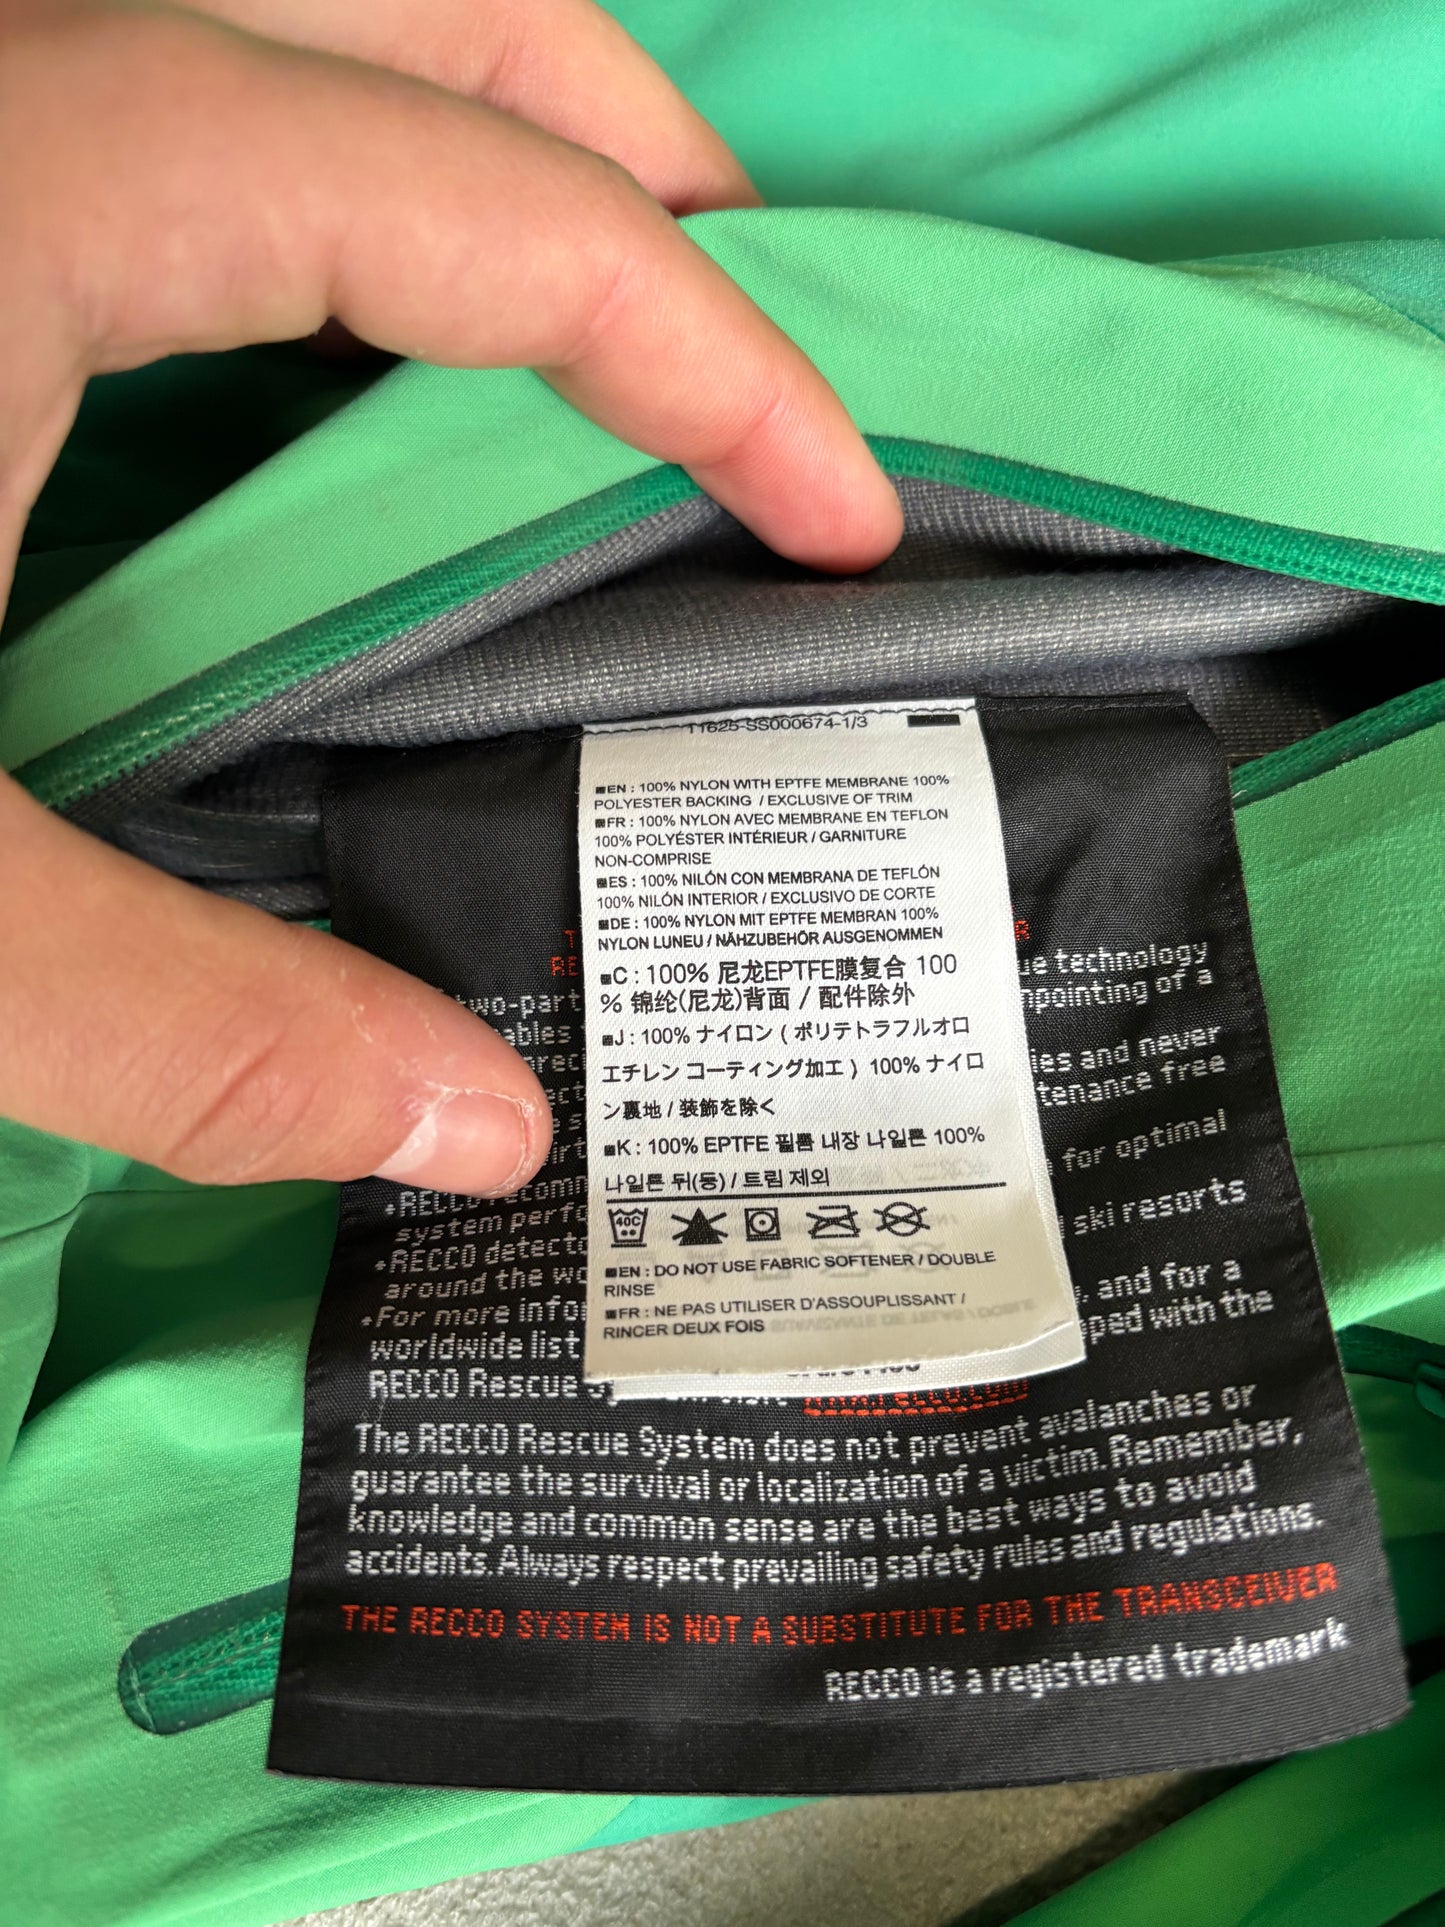 11625-SS000674-1/3
EN : 100% NYLON WITH EPTFE MEMBRANE 100%
POLYESTER BACKING / EXCLUSIVE OF TRIM
FR : 100% NYLON AVEC MEMBRANE EN TEFLON
100% POLYÉSTER INTÉRIEUR / GARNITURE
NON-COMPRISE
ES : 100% NILÓN CON MEMBRANA DE TEFLÓN
100% NILÓN INTERIOR / EXCLUSIVO DE CORTE
DE : 100% NYLON MIT EPTFE MEMBRAN 100%
NYLON LUNEU / NÄHZUBEHÖR AUSGENOMMEN
C : 100% 尼龙EPTFE膜复合 100
% 锦纶(尼龙)背面 / 配件除外
J : 100% ナイロン ( ポリテトラフルオロ
エチレン コーティング加工 ) 100% ナイロ
ン裏地 / 装飾を除く
K : 100% EPTFE 필름 내장 나일론 100%
나일론 뒤(등) / 트림 제외
40C
EN : DO NOT USE FABRIC SOFTENER / DOUBLE
RINSE
FR : NE PAS UTILISER D'ASSOUPLISSANT /
RINCER DEUX FOIS
technology
two-part
pointing of a
ies and never
tenance free
for optimal
•RECCO
system
ski resorts
•RECCO
around the
and for a
•For more
worldwide list
with the
RECCO Rescue
www.recco.com
The RECCO Rescue System does not prevent avalanches or
guarantee the survival or localization of a victim. Remember,
knowledge and common sense are the best ways to avoid
accidents. Always respect prevailing safety rules and regulations.
THE RECCO SYSTEM IS NOT A SUBSTITUTE FOR THE TRANSCEIVER
RECCO is a registered trademark